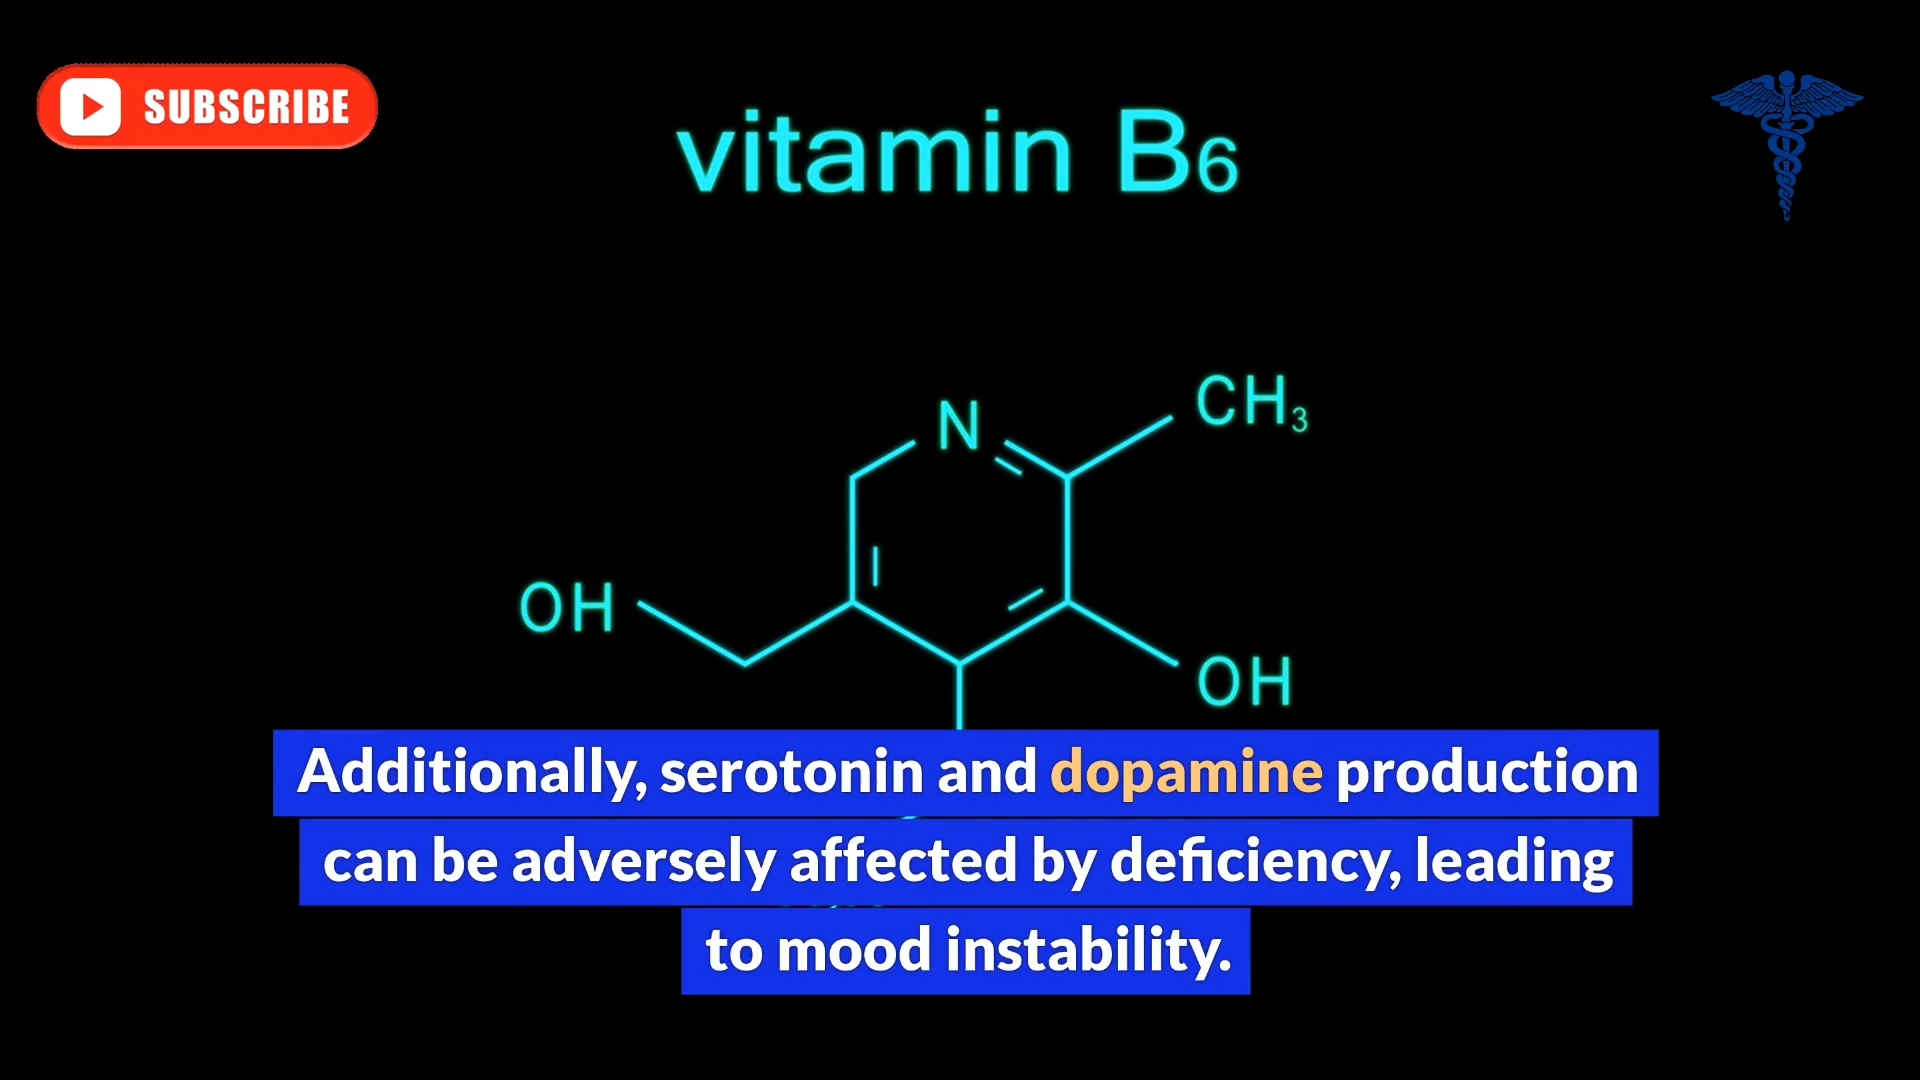 SUBSCRIBE
vitamin B6
CH3
N
OH
OH
Additionally, serotonin and dopamine production
can be adversely affected by deficiency, leading
to mood instability.